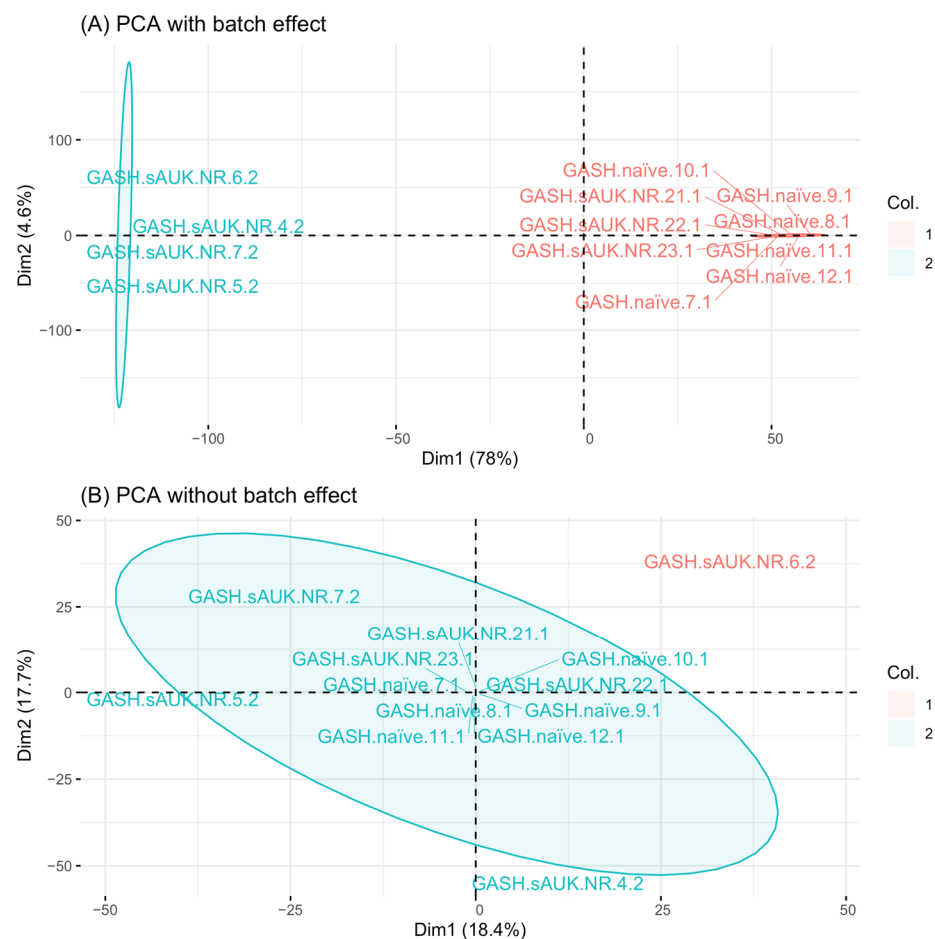 (A) PCA with batch effect
100
0
−100
Dim2 (4.6%)
GASH.sAUK.NR.6.2
GASH.sAUK.NR.4.2
GASH.sAUK.NR.7.2
GASH.sAUK.NR.5.2
GASH.naïve.10.1
GASH.sAUK.NR.21.1
GASH.naïve.9.1
GASH.sAUK.NR.22.1
GASH.naïve.8.1
GASH.sAUK.NR.23.1
GASH.naïve.11.1
GASH.naïve.12.1
GASH.naïve.7.1
−100
−50
0
50
Dim1 (78%)
Col.
1
2
(B) PCA without batch effect
50
25
0
−25
−50
Dim2 (17.7%)
GASH.sAUK.NR.6.2
GASH.sAUK.NR.7.2
GASH.sAUK.NR.21.1
GASH.sAUK.NR.23.1
GASH.naïve.10.1
GASH.naïve.7.1
GASH.sAUK.NR.22.1
GASH.sAUK.NR.5.2
GASH.naïve.8.1
GASH.naïve.9.1
GASH.naïve.11.1
GASH.naïve.12.1
GASH.sAUK.NR.4.2
−50
−25
0
25
50
Dim1 (18.4%)
Col.
1
2